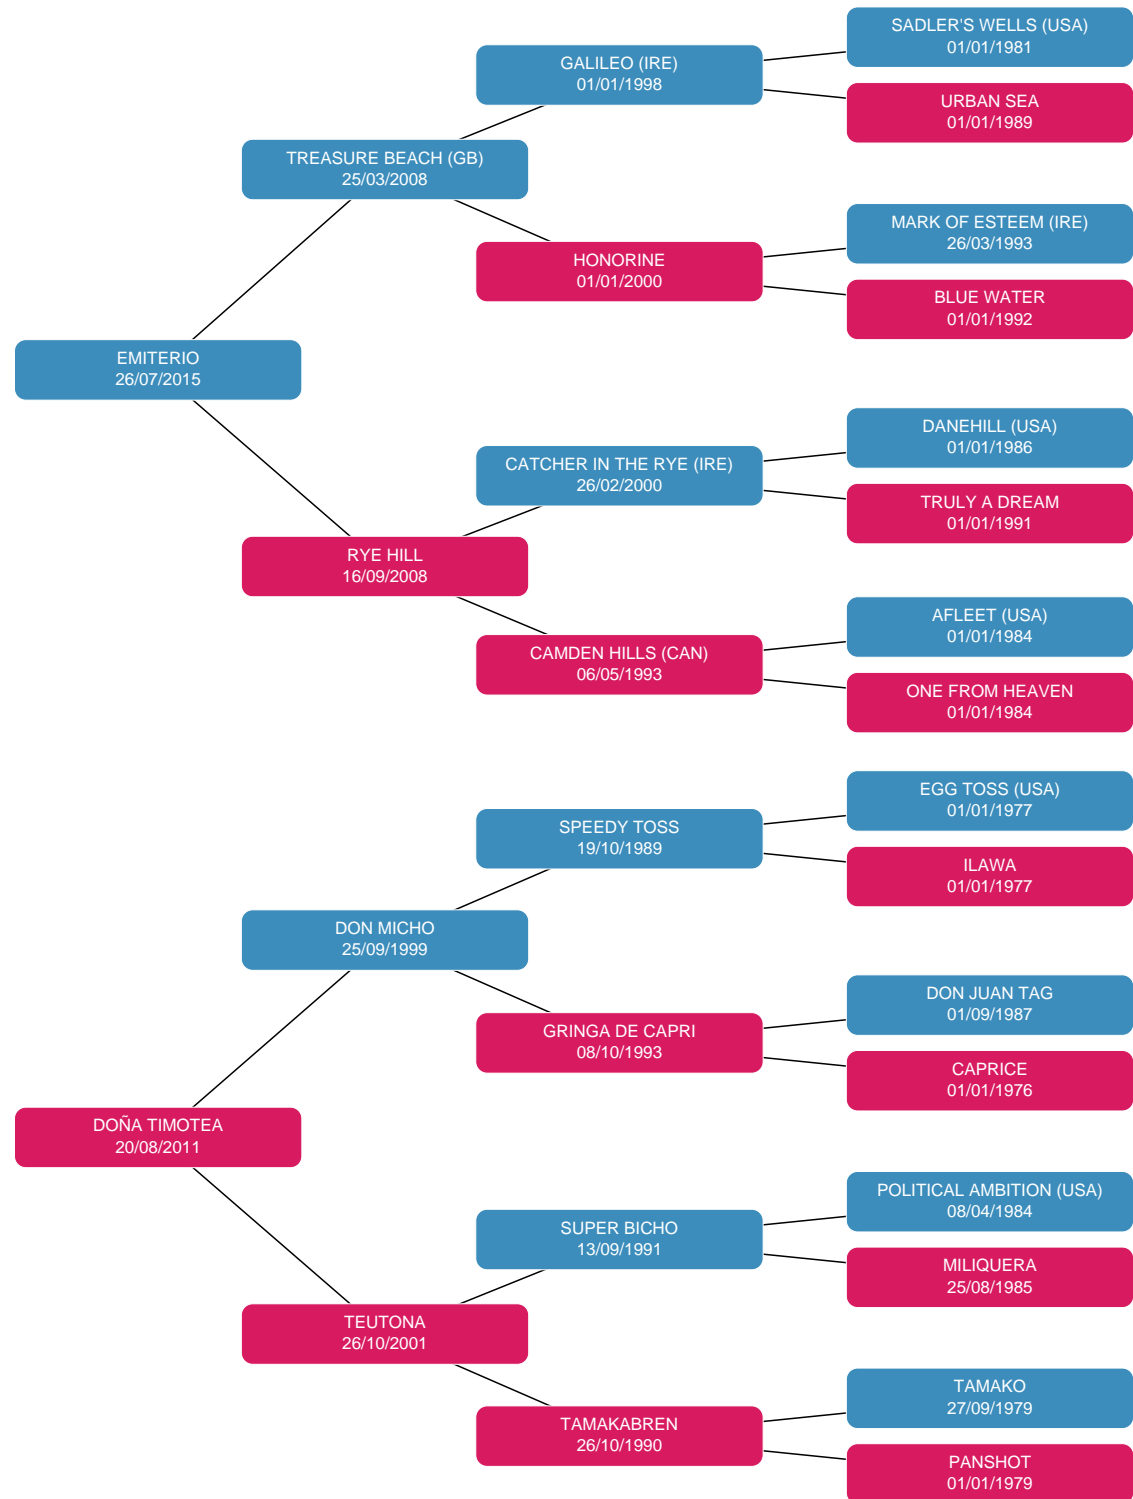 SADLER'S WELLS (USA)
01/01/1981
GALILEO (IRE)
01/01/1998
URBAN SEA
01/01/1989
TREASURE BEACH (GB)
25/03/2008
MARK OF ESTEEM (IRE)
26/03/1993
HONORINE
01/01/2000
BLUE WATER
01/01/1992
EMITERIO
26/07/2015
DANEHILL (USA)
01/01/1986
CATCHER IN THE RYE (IRE)
26/02/2000
TRULY A DREAM
01/01/1991
RYE HILL
16/09/2008
AFLEET (USA)
01/01/1984
CAMDEN HILLS (CAN)
06/05/1993
ONE FROM HEAVEN
01/01/1984
EGG TOSS (USA)
01/01/1977
SPEEDY TOSS
19/10/1989
ILAWA
01/01/1977
DON MICHO
25/09/1999
DON JUAN TAG
01/09/1987
GRINGA DE CAPRI
08/10/1993
CAPRICE
01/01/1976
DOÑA TIMOTEA
20/08/2011
POLITICAL AMBITION (USA)
08/04/1984
SUPER BICHO
13/09/1991
MILIQUERA
25/08/1985
TEUTONA
26/10/2001
TAMAKO
27/09/1979
TAMAKABREN
26/10/1990
PANSHOT
01/01/1979